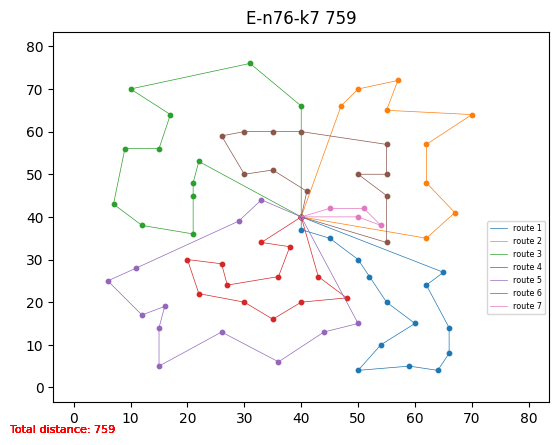 E-n76-k7 759
80
70
60
50
40
30
20
10
0
route 1
route 2
route 3
route 4
route 5
route 6
route 7
0 10 20 30 40 50 60 70 80
Total distance: 759